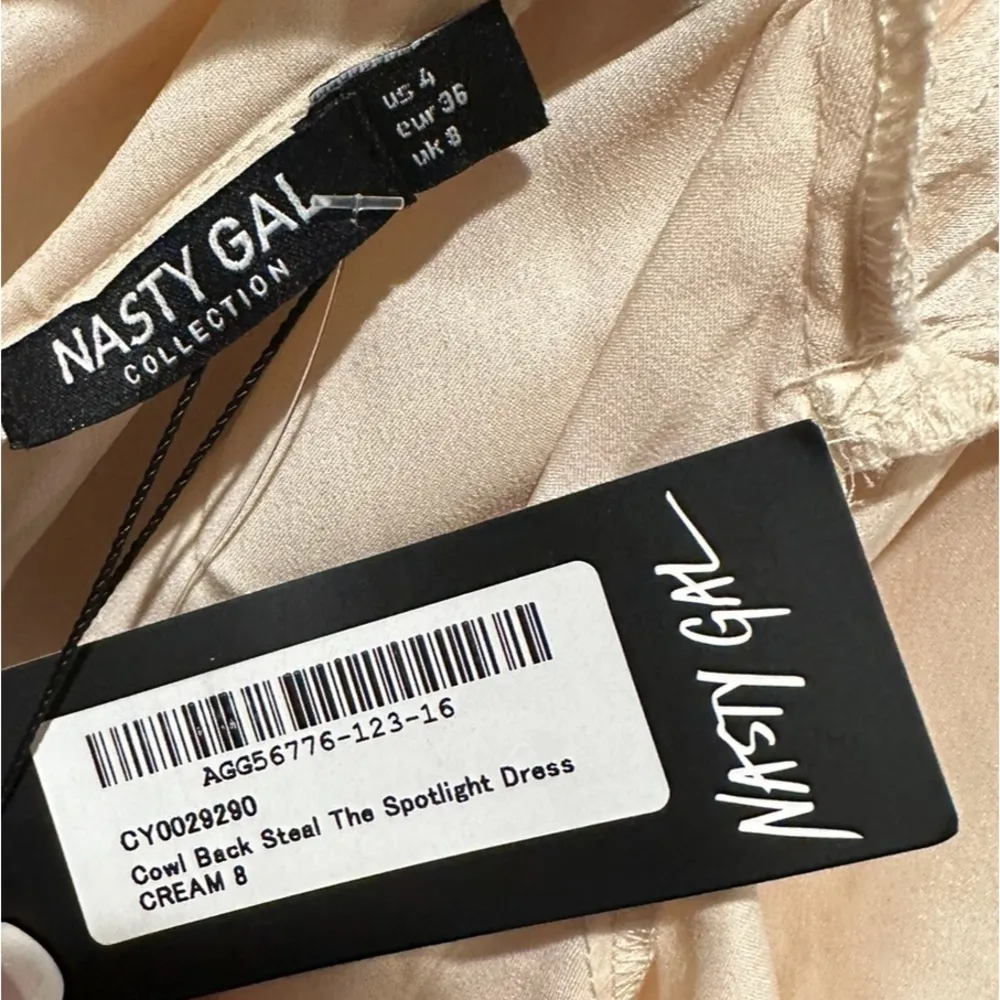 us 4
eur 36
uk 8
NASTY GAL
COLLECTION
AGG56776-123-16
CY0029290
Cowl Back Steal The Spotlight Dress
CREAM 8
NASTY GAL